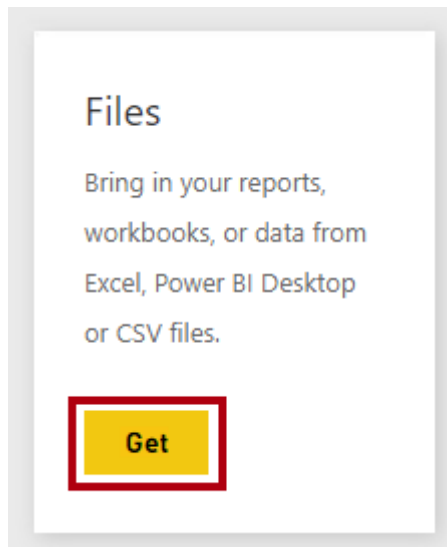 Files
Bring in your reports,
workbooks, or data from
Excel, Power BI Desktop
or CSV files.
Get